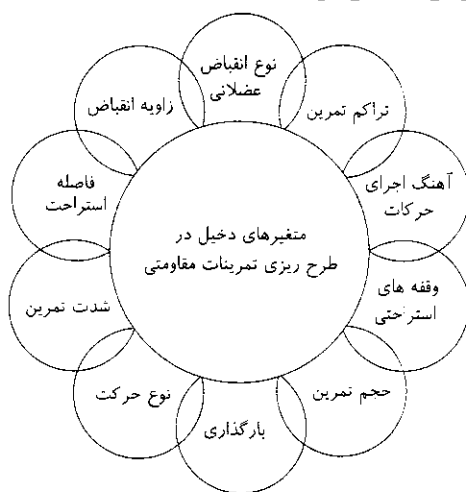 نوع انقباض
عضلانی
تراکم تمرین
آهنگ اجرای
حرکات
وقفه های
استراحتی
حجم تمرین
بارگذاری
نوع حرکت
شدت تمرین
فاصله
استراحت
زاویه انقباض
متغیرهای دخیل در
طرح ریزی تمرینات مقاومتی